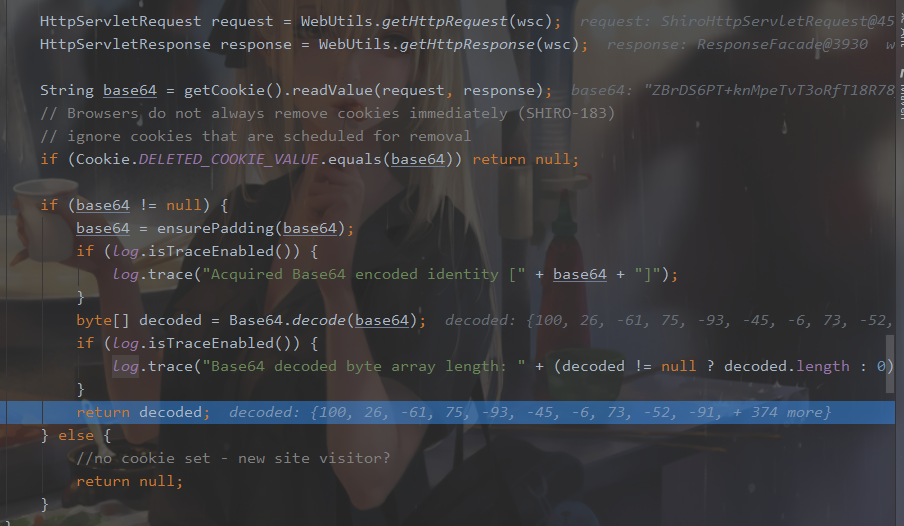 HttpServletRequest request = WebUtils.getHttpRequest(wsc);  request: ShiroHttpServletRequest@45
HttpServletResponse response = WebUtils.getHttpResponse(wsc);  response: ResponseFacade@3930  w
String base64 = getCookie().readValue(request, response);  base64: "ZBrDS6PT+knMpeTvT3oRfT18R78
// Browsers do not always remove cookies immediately (SHIRO-183)
// ignore cookies that are scheduled for removal
if (Cookie.DELETED_COOKIE_VALUE.equals(base64)) return null;
if (base64 != null) {
base64 = ensurePadding(base64);
if (log.isTraceEnabled()) {
log.trace("Acquired Base64 encoded identity [" + base64 + "]");
}
byte[] decoded = Base64.decode(base64);  decoded: {100, 26, -61, 75, -93, -45, -6, 73, -52,
if (log.isTraceEnabled()) {
log.trace("Base64 decoded byte array length: " + (decoded != null ? decoded.length : 0)
}
return decoded;  decoded: {100, 26, -61, 75, -93, -45, -6, 73, -52, -91, + 374 more}
} else {
//no cookie set - new site visitor?
return null;
}